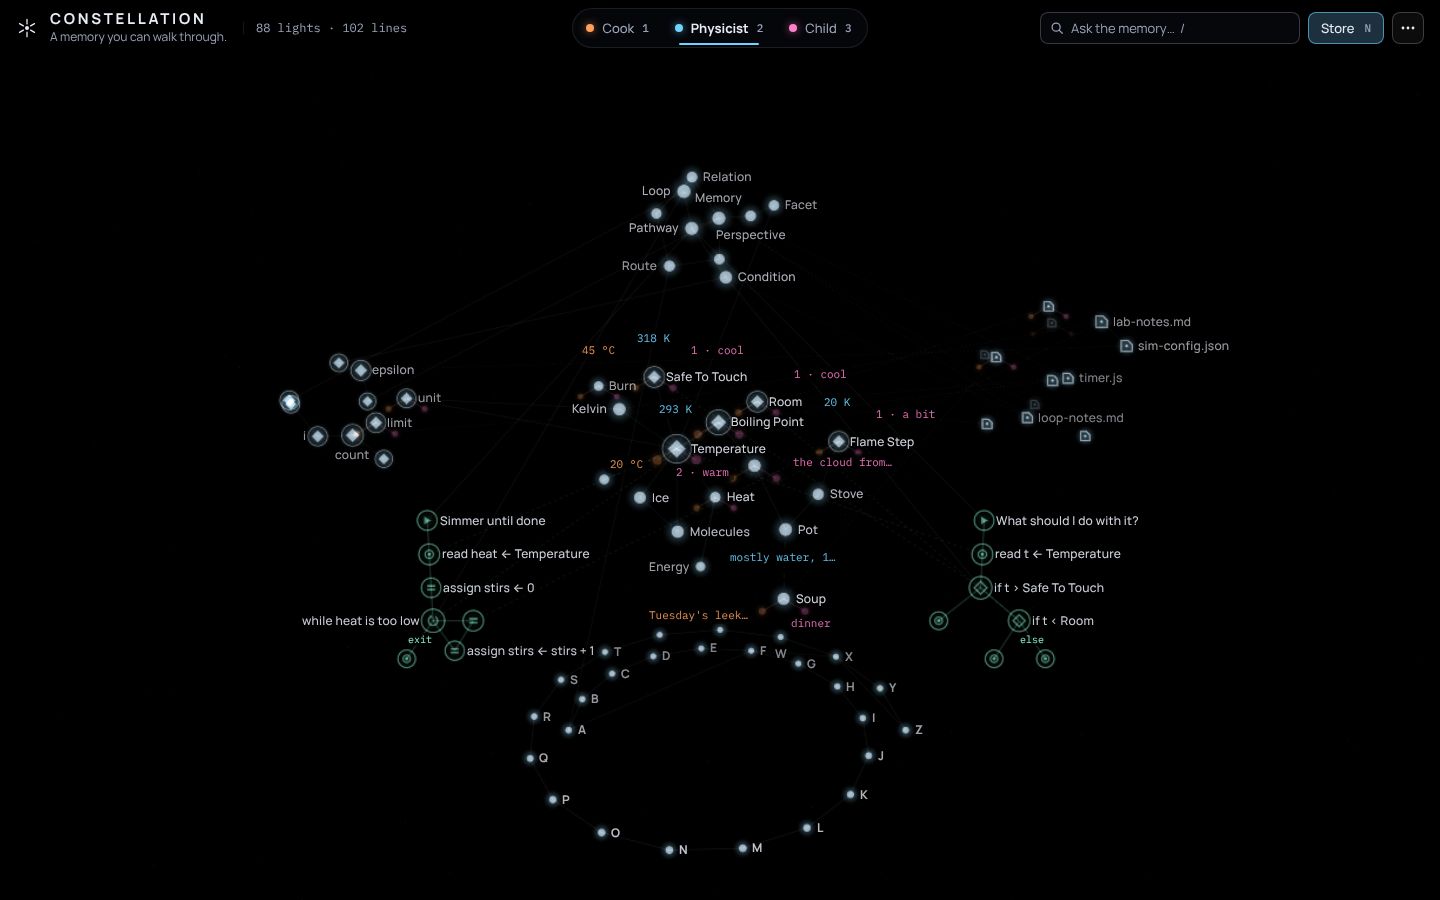 CONSTELLATION
A memory you can walk through.
88 lights · 102 lines
Cook 1
Physicist 2
Child 3
Ask the memory... /
Store N
Relation
Loop
Memory
Facet
Pathway
Perspective
Route
Condition
lab-notes.md
318 K
sim-config.json
45 °C
1 · cool
epsilon
Safe To Touch
1 · cool
timer.js
Burn
unit
Room
20 K
Kelvin
293 K
1 · a bit
loop-notes.md
limit
Boiling Point
i
Flame Step
count
Temperature
20 °C
the cloud from…
2 · warm
Ice
Heat
Stove
Simmer until done
What should I do with it?
Molecules
Pot
read heat ← Temperature
read t ← Temperature
mostly water, 1…
Energy
assign stirs ← 0
if t > Safe To Touch
Soup
Tuesday's leek…
while heat is too low
dinner
if t < Room
exit
else
assign stirs ← stirs + 1
T
D
E
F
W
G
X
S
C
H
Y
B
R
A
I
Z
Q
J
P
K
O
L
N
M